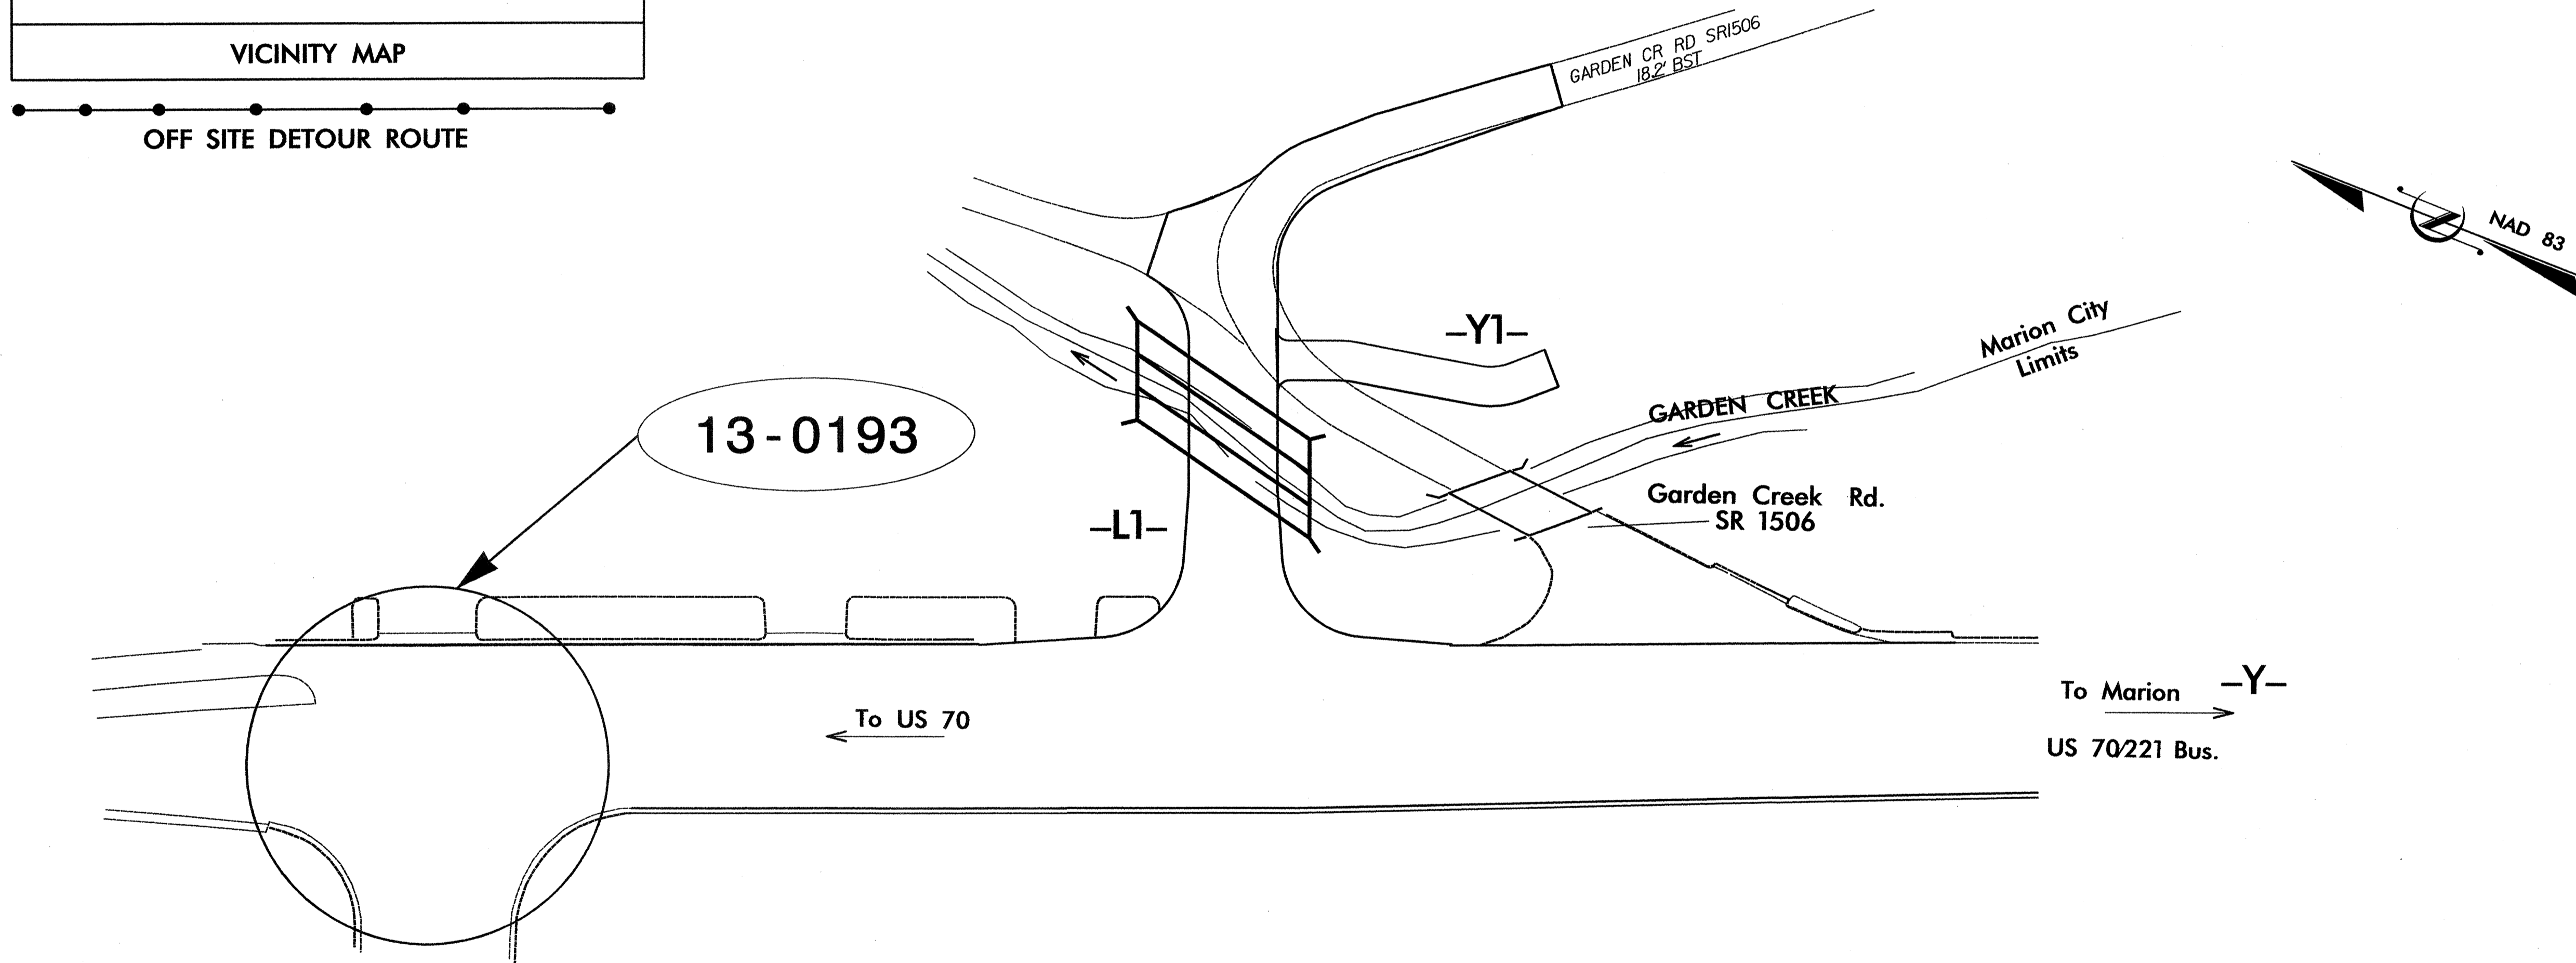 VICINITY MAP
OFF SITE DETOUR ROUTE
GARDEN CR RD SR1506
18.2' BST
NAD 83
–Y1–
Marion City
Limits
GARDEN CREEK
13-0193
Garden Creek Rd.
SR 1506
–L1–
To US 70
To Marion
–Y–
US 70/221 Bus.